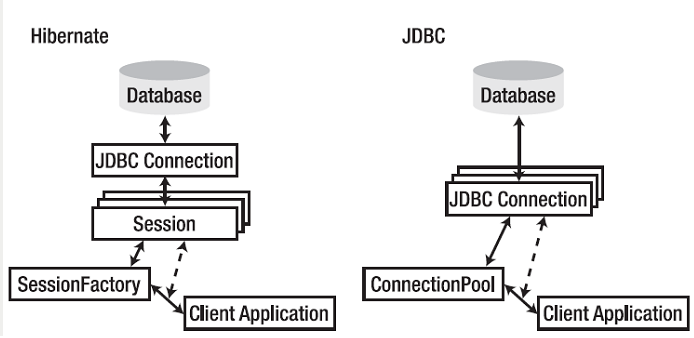 Hibernate
Database
JDBC Connection
Session
SessionFactory
Client Application
JDBC
Database
JDBC Connection
ConnectionPool
Client Application